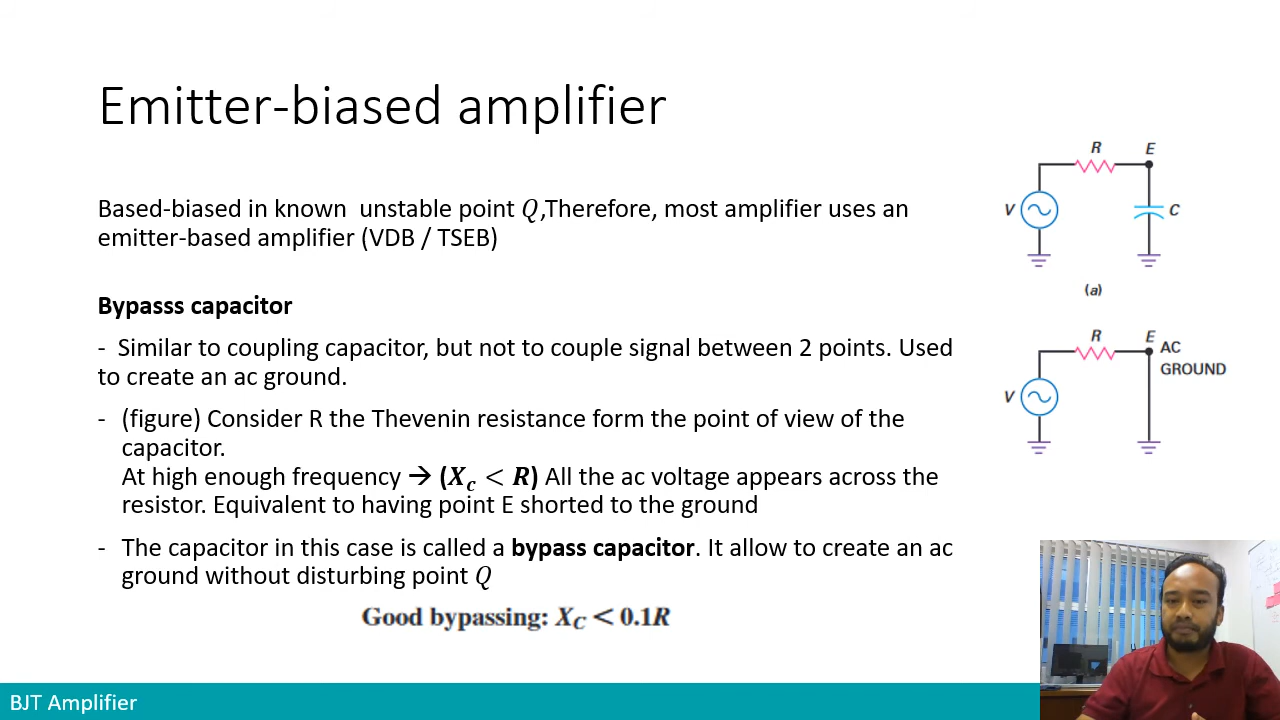 Emitter-biased amplifier
Based-biased in known  unstable point Q,Therefore, most amplifier uses an
emitter-based amplifier (VDB / TSEB)
Bypasss capacitor
-  Similar to coupling capacitor, but not to couple signal between 2 points. Used
to create an ac ground.
- (figure) Consider R the Thevenin resistance form the point of view of the
capacitor.
At high enough frequency → (Xc < R) All the ac voltage appears across the
resistor. Equivalent to having point E shorted to the ground
- The capacitor in this case is called a bypass capacitor. It allow to create an ac
ground without disturbing point Q
Good bypassing: XC < 0.1R
R E
V C
(a)
R E AC
GROUND
V
BJT Amplifier